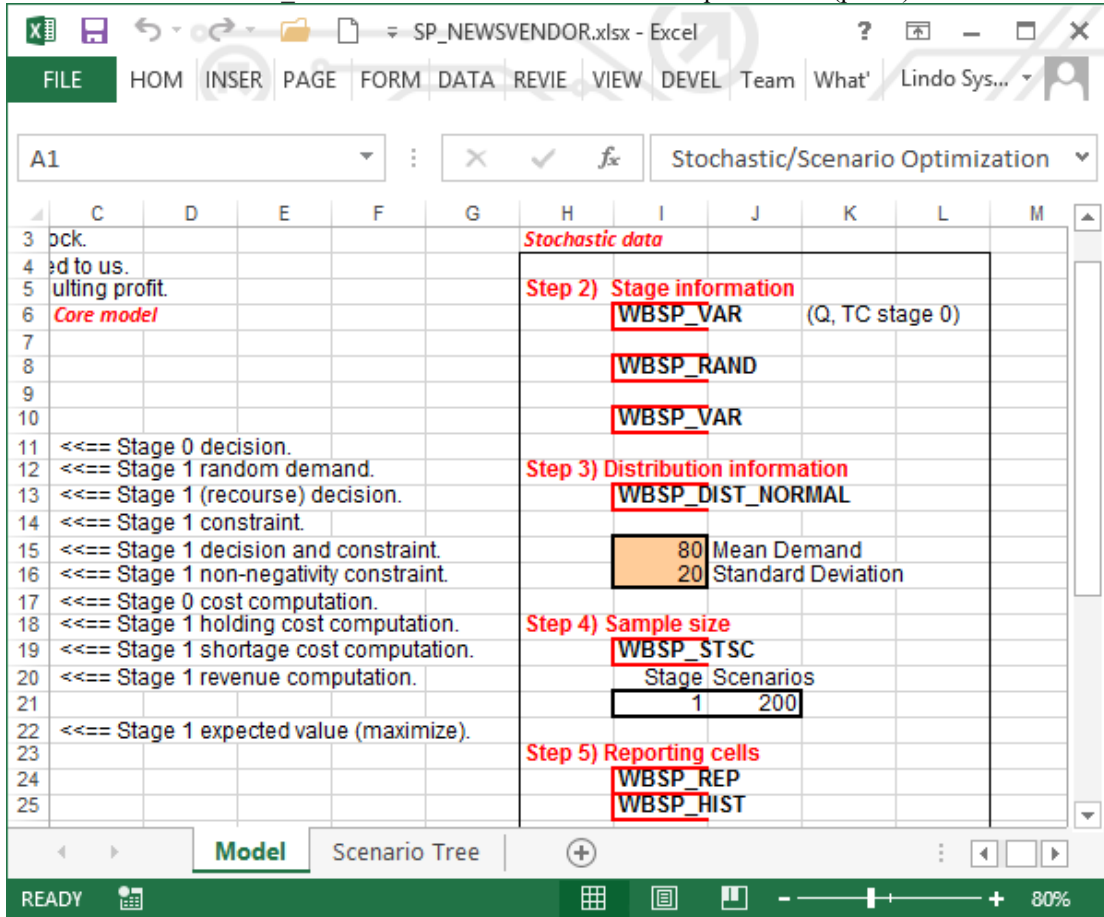 SP_NEWSVENDOR.xlsx - Excel
FILE HOM INSER PAGE FORM DATA REVIE VIEW DEVEL Team What' Lindo Sys...
A1 fx Stochastic/Scenario Optimization
C D E F G H I J K L M
3 ock. Stochastic data
4 ed to us.
5 ulting profit. Step 2) Stage information
6 Core model WBSP_VAR (Q, TC stage 0)
7
8 WBSP_RAND
9
10 WBSP_VAR
11 <<== Stage 0 decision.
12 <<== Stage 1 random demand. Step 3) Distribution information
13 <<== Stage 1 (recourse) decision. WBSP_DIST_NORMAL
14 <<== Stage 1 constraint.
15 <<== Stage 1 decision and constraint. 80 Mean Demand
16 <<== Stage 1 non-negativity constraint. 20 Standard Deviation
17 <<== Stage 0 cost computation.
18 <<== Stage 1 holding cost computation. Step 4) Sample size
19 <<== Stage 1 shortage cost computation. WBSP_STSC
20 <<== Stage 1 revenue computation. Stage Scenarios
21 1 200
22 <<== Stage 1 expected value (maximize).
23 Step 5) Reporting cells
24 WBSP_REP
25 WBSP_HIST
Model Scenario Tree
READY 80%